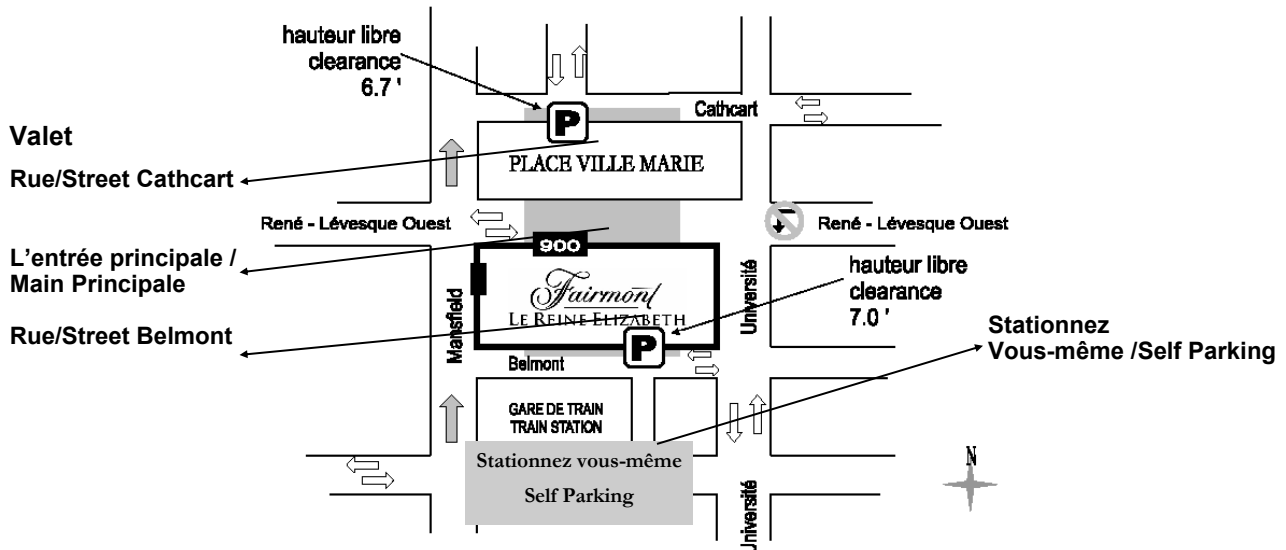 hauteur libre
clearance
6.7 '
Cathcart
Valet
Rue/Street Cathcart
P
PLACE VILLE MARIE
René - Lévesque Ouest
René - Lévesque Ouest
L'entrée principale /
Main Principale
900
Fairmont
LE REINE ELIZABETH
Mansfield
Université
hauteur libre
clearance
7.0 '
Rue/Street Belmont
P
Belmont
Stationnez
Vous-même /Self Parking
GARE DE TRAIN
TRAIN STATION
Stationnez vous-même
Self Parking
Université
N